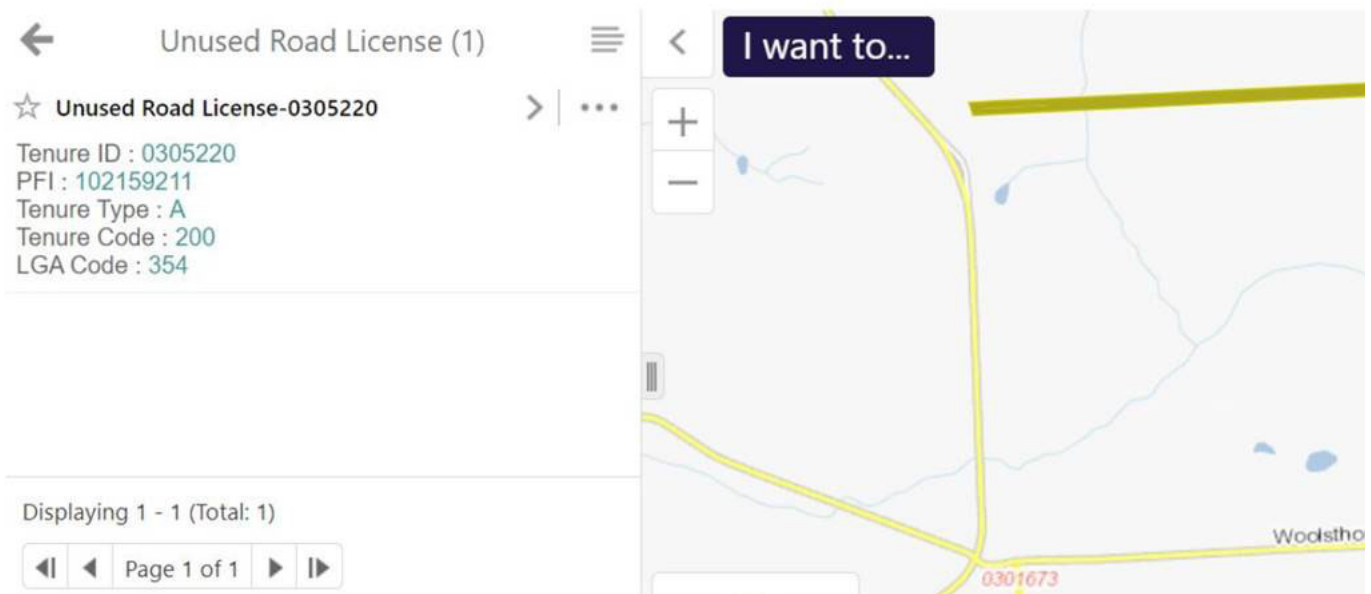 Unused Road License (1)
Unused Road License-0305220
Tenure ID : 0305220
PFI : 102159211
Tenure Type : A
Tenure Code : 200
LGA Code : 354
Displaying 1 - 1 (Total: 1)
Page 1 of 1
I want to...
Woolstho
0301673